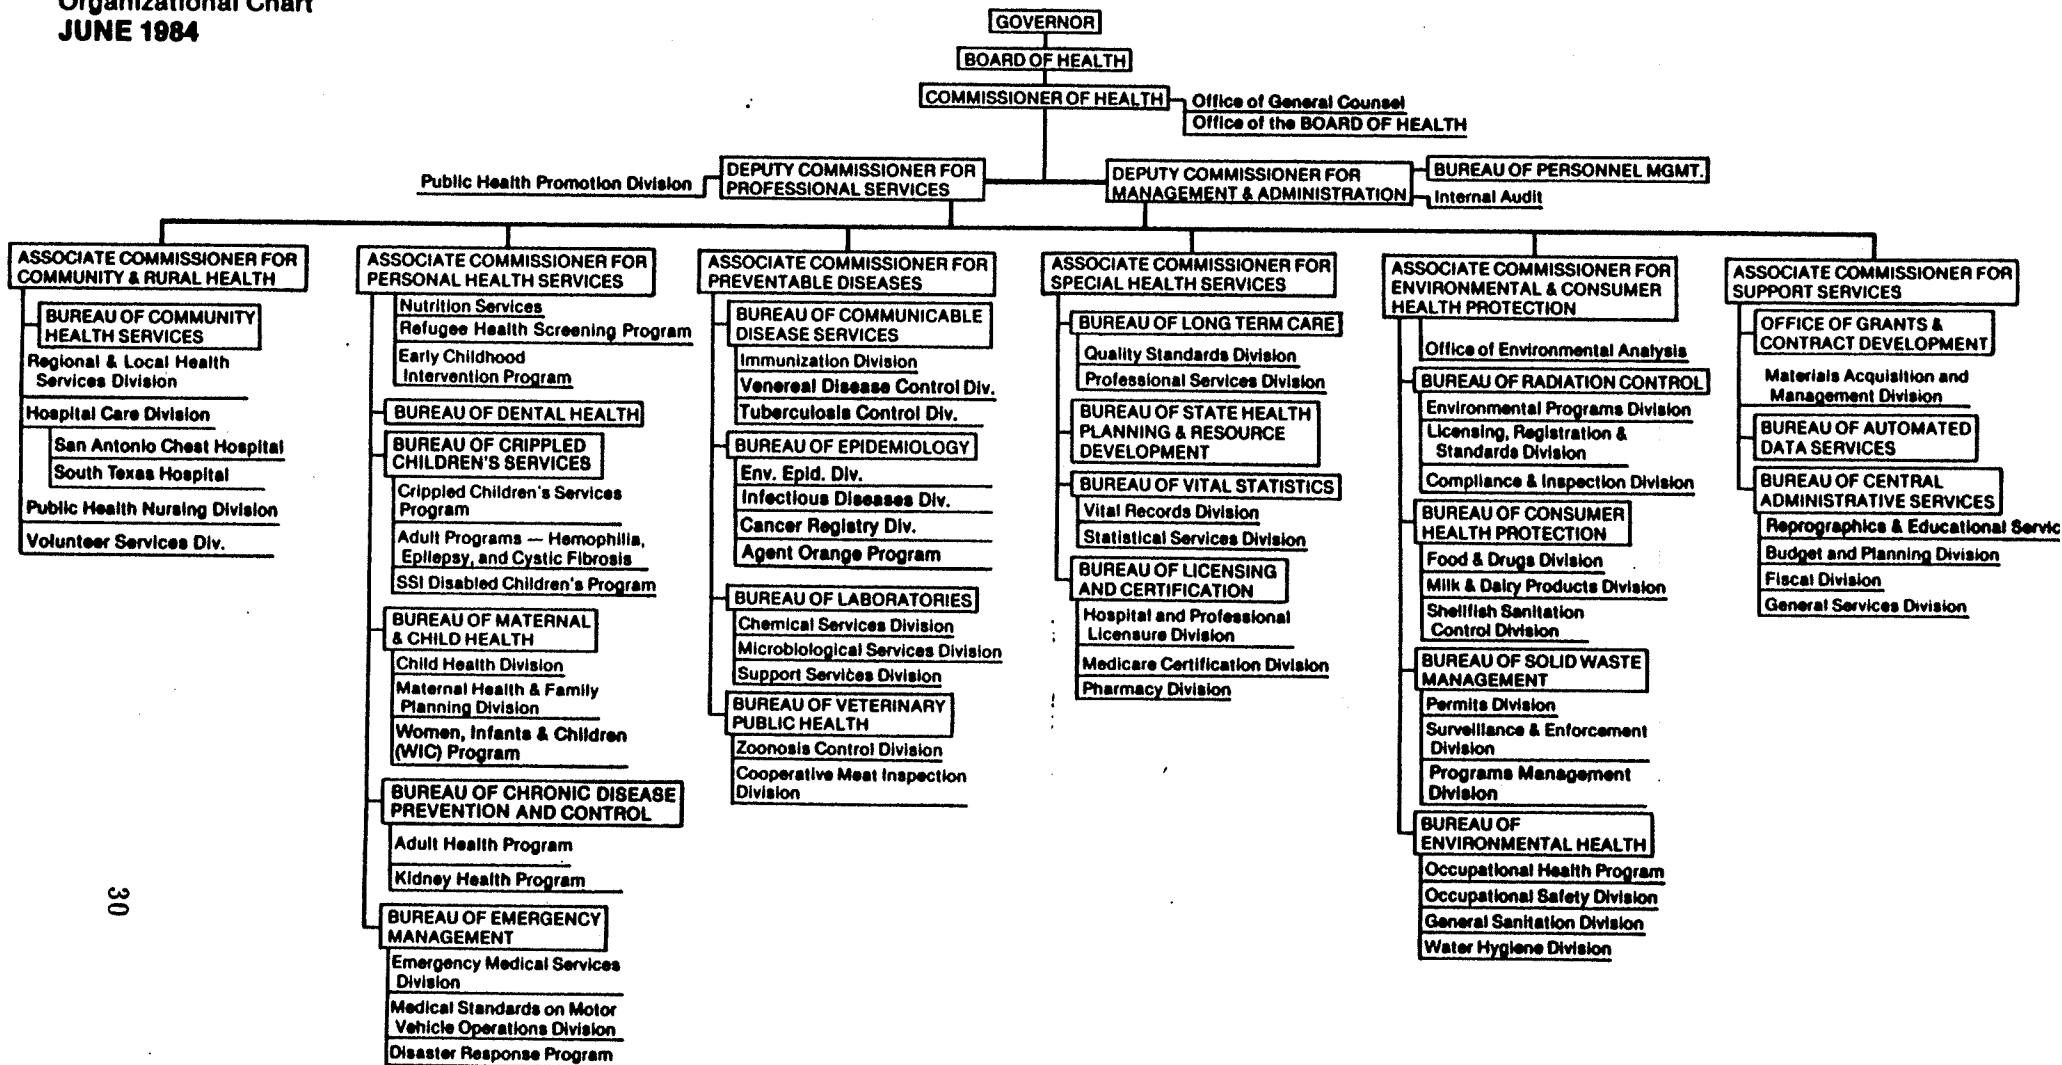 Organizational Chart
JUNE 1984
GOVERNOR
BOARD OF HEALTH
COMMISSIONER OF HEALTH
Office of General Counsel
Office of the BOARD OF HEALTH
Public Health Promotion Division
DEPUTY COMMISSIONER FOR
PROFESSIONAL SERVICES
DEPUTY COMMISSIONER FOR
MANAGEMENT & ADMINISTRATION
BUREAU OF PERSONNEL MGMT.
Internal Audit
ASSOCIATE COMMISSIONER FOR
COMMUNITY & RURAL HEALTH
BUREAU OF COMMUNITY
HEALTH SERVICES
Regional & Local Health
Services Division
Hospital Care Division
San Antonio Chest Hospital
South Texas Hospital
Public Health Nursing Division
Volunteer Services Div.
ASSOCIATE COMMISSIONER FOR
PERSONAL HEALTH SERVICES
Nutrition Services
Refugee Health Screening Program
Early Childhood
Intervention Program
BUREAU OF DENTAL HEALTH
BUREAU OF CRIPPLED
CHILDREN'S SERVICES
Crippled Children's Services
Program
Adult Programs — Hemophilia,
Epilepsy, and Cystic Fibrosis
SSI Disabled Children's Program
BUREAU OF MATERNAL
& CHILD HEALTH
Child Health Division
Maternal Health & Family
Planning Division
Women, Infants & Children
(WIC) Program
BUREAU OF CHRONIC DISEASE
PREVENTION AND CONTROL
Adult Health Program
Kidney Health Program
BUREAU OF EMERGENCY
MANAGEMENT
Emergency Medical Services
Division
Medical Standards on Motor
Vehicle Operations Division
Disaster Response Program
ASSOCIATE COMMISSIONER FOR
PREVENTABLE DISEASES
BUREAU OF COMMUNICABLE
DISEASE SERVICES
Immunization Division
Venereal Disease Control Div.
Tuberculosis Control Div.
BUREAU OF EPIDEMIOLOGY
Env. Epid. Div.
Infectious Diseases Div.
Cancer Registry Div.
Agent Orange Program
BUREAU OF LABORATORIES
Chemical Services Division
Microbiological Services Division
Support Services Division
BUREAU OF VETERINARY
PUBLIC HEALTH
Zoonosis Control Division
Cooperative Meat Inspection
Division
ASSOCIATE COMMISSIONER FOR
SPECIAL HEALTH SERVICES
BUREAU OF LONG TERM CARE
Quality Standards Division
Professional Services Division
BUREAU OF STATE HEALTH
PLANNING & RESOURCE
DEVELOPMENT
BUREAU OF VITAL STATISTICS
Vital Records Division
Statistical Services Division
BUREAU OF LICENSING
AND CERTIFICATION
Hospital and Professional
Licensure Division
Medicare Certification Division
Pharmacy Division
ASSOCIATE COMMISSIONER FOR
ENVIRONMENTAL & CONSUMER
HEALTH PROTECTION
Office of Environmental Analysis
BUREAU OF RADIATION CONTROL
Environmental Programs Division
Licensing, Registration &
Standards Division
Compliance & Inspection Division
BUREAU OF CONSUMER
HEALTH PROTECTION
Food & Drugs Division
Milk & Dairy Products Division
Shellfish Sanitation
Control Division
BUREAU OF SOLID WASTE
MANAGEMENT
Permits Division
Surveillance & Enforcement
Division
Programs Management
Division
BUREAU OF
ENVIRONMENTAL HEALTH
Occupational Health Program
Occupational Safety Division
General Sanitation Division
Water Hygiene Division
ASSOCIATE COMMISSIONER FOR
SUPPORT SERVICES
OFFICE OF GRANTS &
CONTRACT DEVELOPMENT
Materials Acquisition and
Management Division
BUREAU OF AUTOMATED
DATA SERVICES
BUREAU OF CENTRAL
ADMINISTRATIVE SERVICES
Reprographics & Educational Servic
Budget and Planning Division
Fiscal Division
General Services Division
30